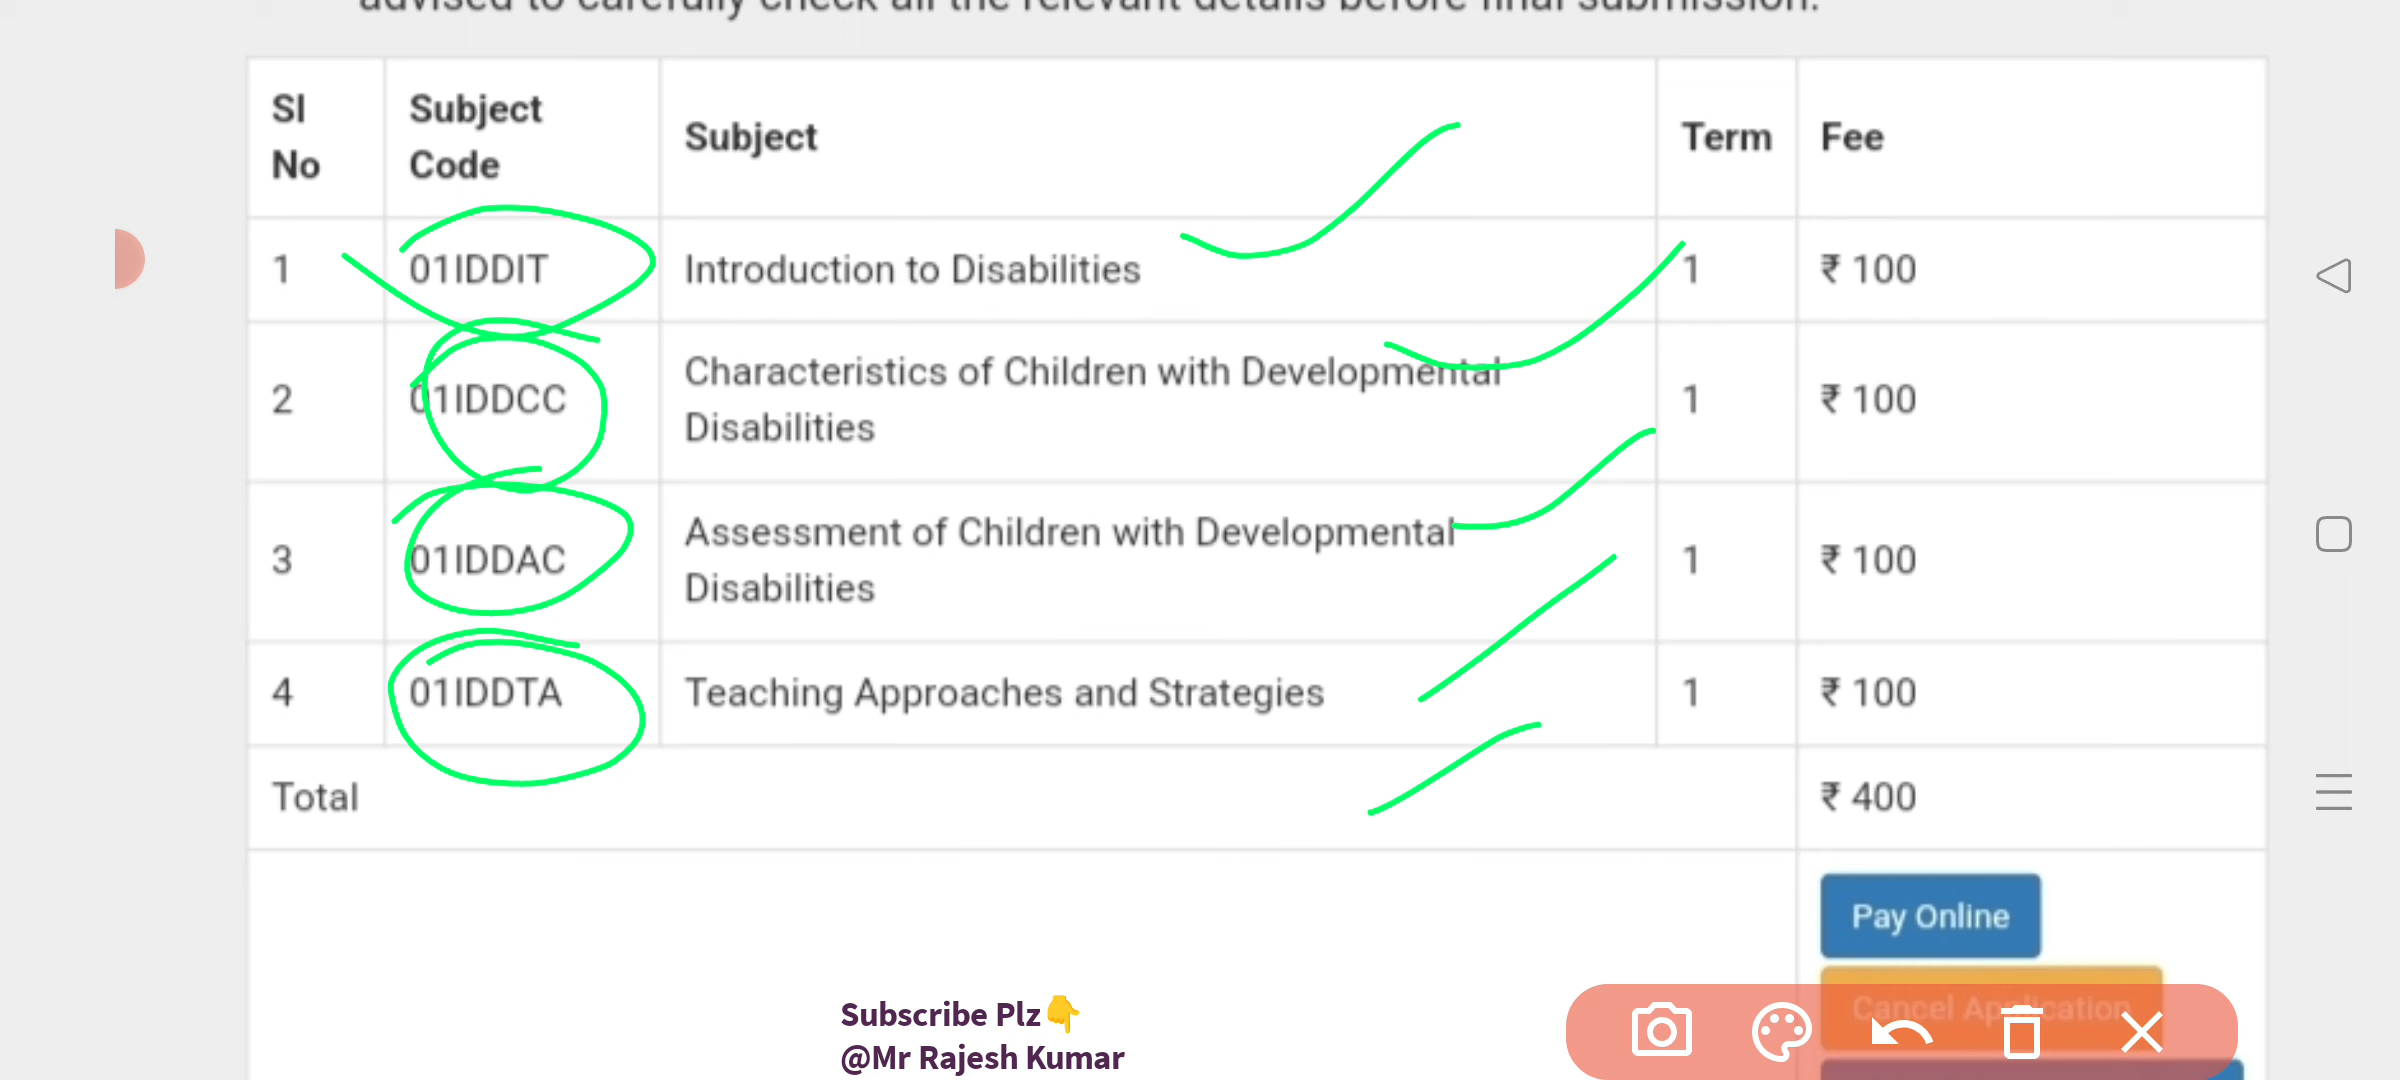 advised to carefully check all the relevant details before final submission.
Sl No Subject Code Subject Term Fee
1 01IDDIT Introduction to Disabilities 1 ₹ 100
2 01IDDCC Characteristics of Children with Developmental Disabilities 1 ₹ 100
3 01IDDAC Assessment of Children with Developmental Disabilities 1 ₹ 100
4 01IDDTA Teaching Approaches and Strategies 1 ₹ 100
Total ₹ 400
Pay Online
Cancel Application
Subscribe Plz👇
@Mr Rajesh Kumar